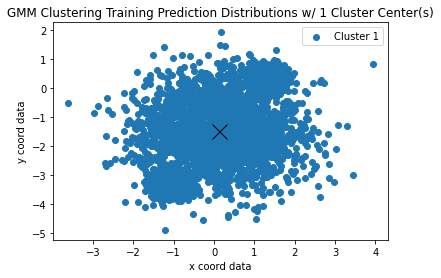 GMM Clustering Training Prediction Distributions w/ 1 Cluster Center(s)
Cluster 1
2
1
0
−1
−2
−3
−4
−5
y coord data
−3 −2 −1 0 1 2 3 4
x coord data